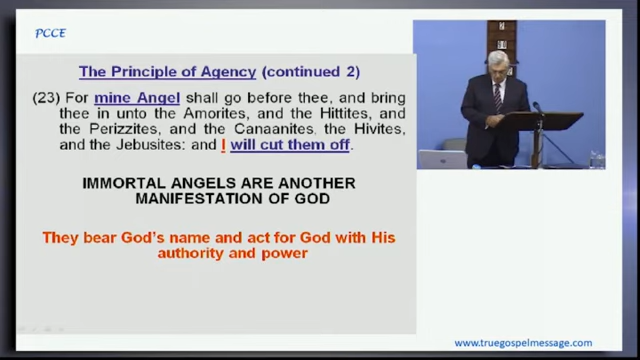 PCCE
The Principle of Agency (continued 2)
(23) For mine Angel shall go before thee, and bring
thee in unto the Amorites, and the Hittites, and
the Perizzites, and the Canaanites, the Hivites,
and the Jebusites: and I will cut them off.
IMMORTAL ANGELS ARE ANOTHER
MANIFESTATION OF GOD
They bear God's name and act for God with His
authority and power
www.truegospelmessage.com